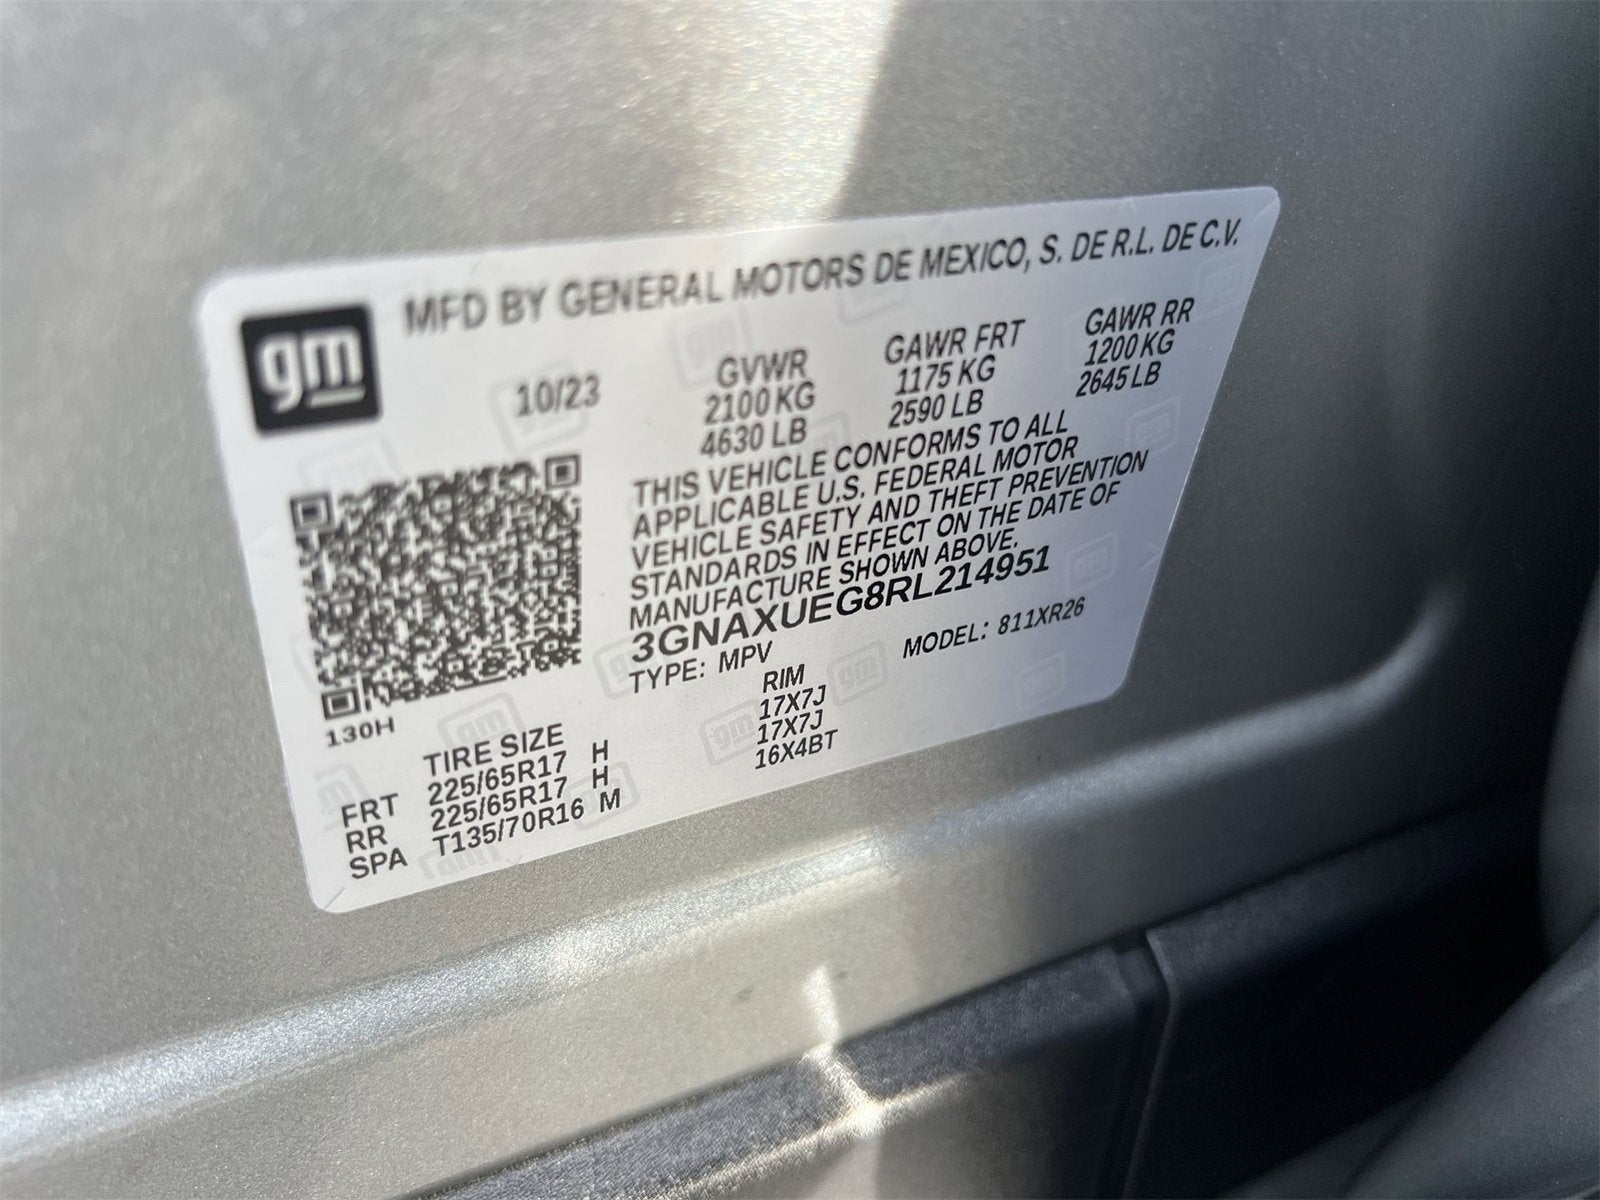 gm
MFD BY GENERAL MOTORS DE MEXICO, S. DE R.L. DE C.V.
10/23 GVWR GAWR FRT GAWR RR
2100 KG 1175 KG 1200 KG
4630 LB 2590 LB 2645 LB
THIS VEHICLE CONFORMS TO ALL
APPLICABLE U.S. FEDERAL MOTOR
VEHICLE SAFETY AND THEFT PREVENTION
STANDARDS IN EFFECT ON THE DATE OF
MANUFACTURE SHOWN ABOVE.
3GNAXUEG8RL214951
TYPE: MPV MODEL: 811XR26
130H
TIRE SIZE RIM
FRT 225/65R17 H 17X7J
RR 225/65R17 H 17X7J
SPA T135/70R16 M 16X4BT